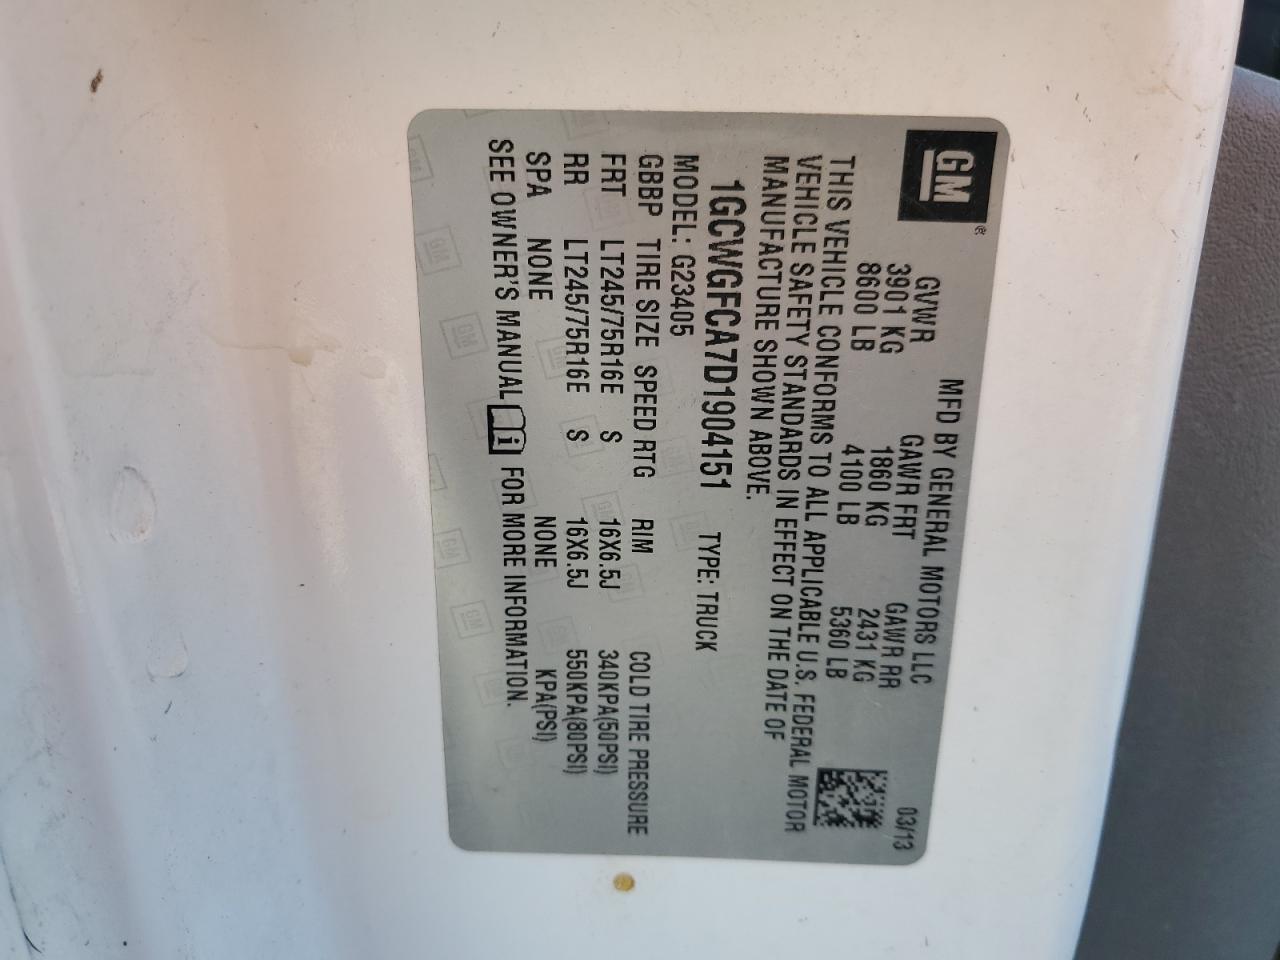 GM®
MFD BY GENERAL MOTORS LLC 03/13
GVWR GAWR FRT GAWR RR
3901 KG 1860 KG 2431 KG
8600 LB 4100 LB 5360 LB
THIS VEHICLE CONFORMS TO ALL APPLICABLE U.S. FEDERAL MOTOR
VEHICLE SAFETY STANDARDS IN EFFECT ON THE DATE OF
MANUFACTURE SHOWN ABOVE.
1GCWGFCA7D1904151 TYPE: TRUCK
MODEL: G23405
GBBP TIRE SIZE SPEED RTG RIM COLD TIRE PRESSURE
FRT LT245/75R16E S 16X6.5J 340KPA(50PSI)
RR LT245/75R16E S 16X6.5J 550KPA(80PSI)
SPA NONE NONE KPA(PSI)
SEE OWNER'S MANUAL i FOR MORE INFORMATION.